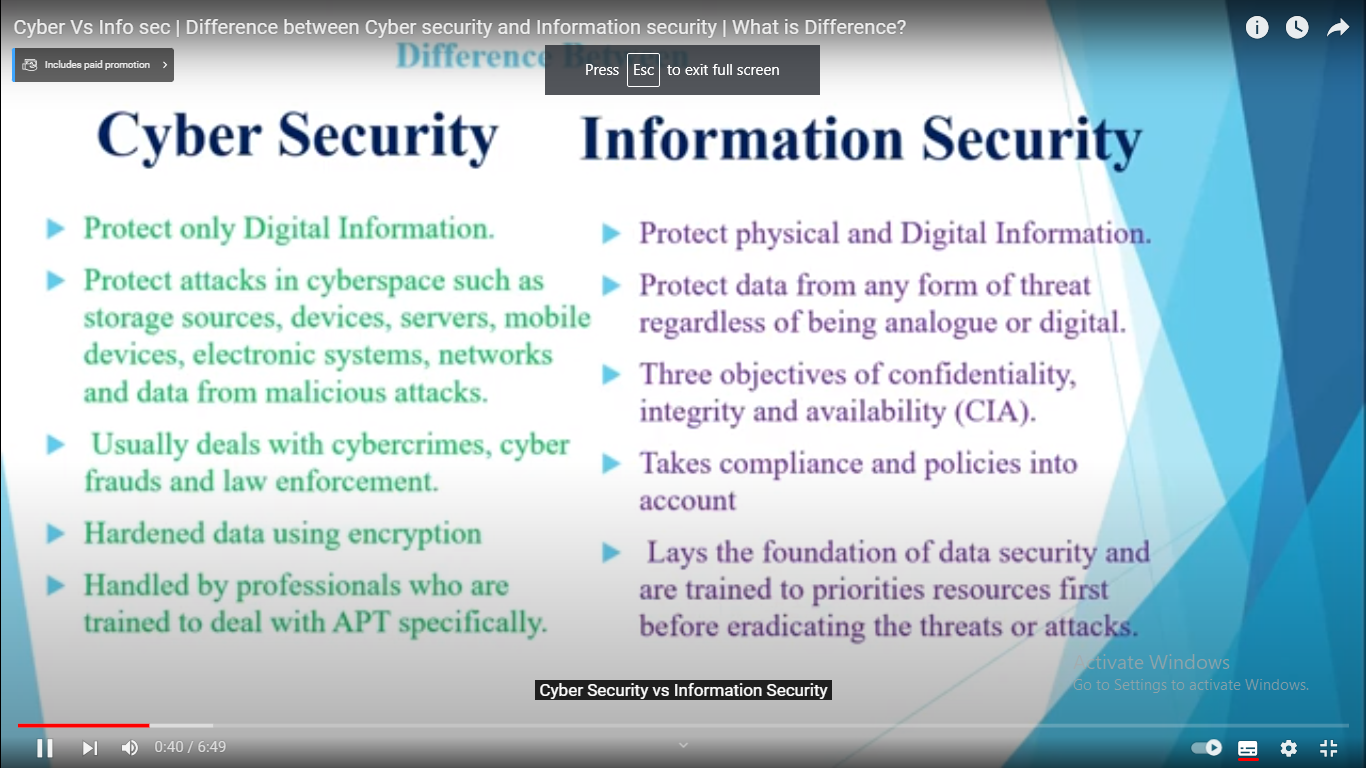 Cyber Vs Info sec | Difference between Cyber security and Information security | What is Difference?
Includes paid promotion
Difference Between
Press Esc to exit full screen
Cyber Security
Protect only Digital Information.
Protect attacks in cyberspace such as
storage sources, devices, servers, mobile
devices, electronic systems, networks
and data from malicious attacks.
Usually deals with cybercrimes, cyber
frauds and law enforcement.
Hardened data using encryption
Handled by professionals who are
trained to deal with APT specifically.
Information Security
Protect physical and Digital Information.
Protect data from any form of threat
regardless of being analogue or digital.
Three objectives of confidentiality,
integrity and availability (CIA).
Takes compliance and policies into
account
Lays the foundation of data security and
are trained to priorities resources first
before eradicating the threats or attacks.
Activate Windows
Go to Settings to activate Windows.
Cyber Security vs Information Security
0:40 / 6:49